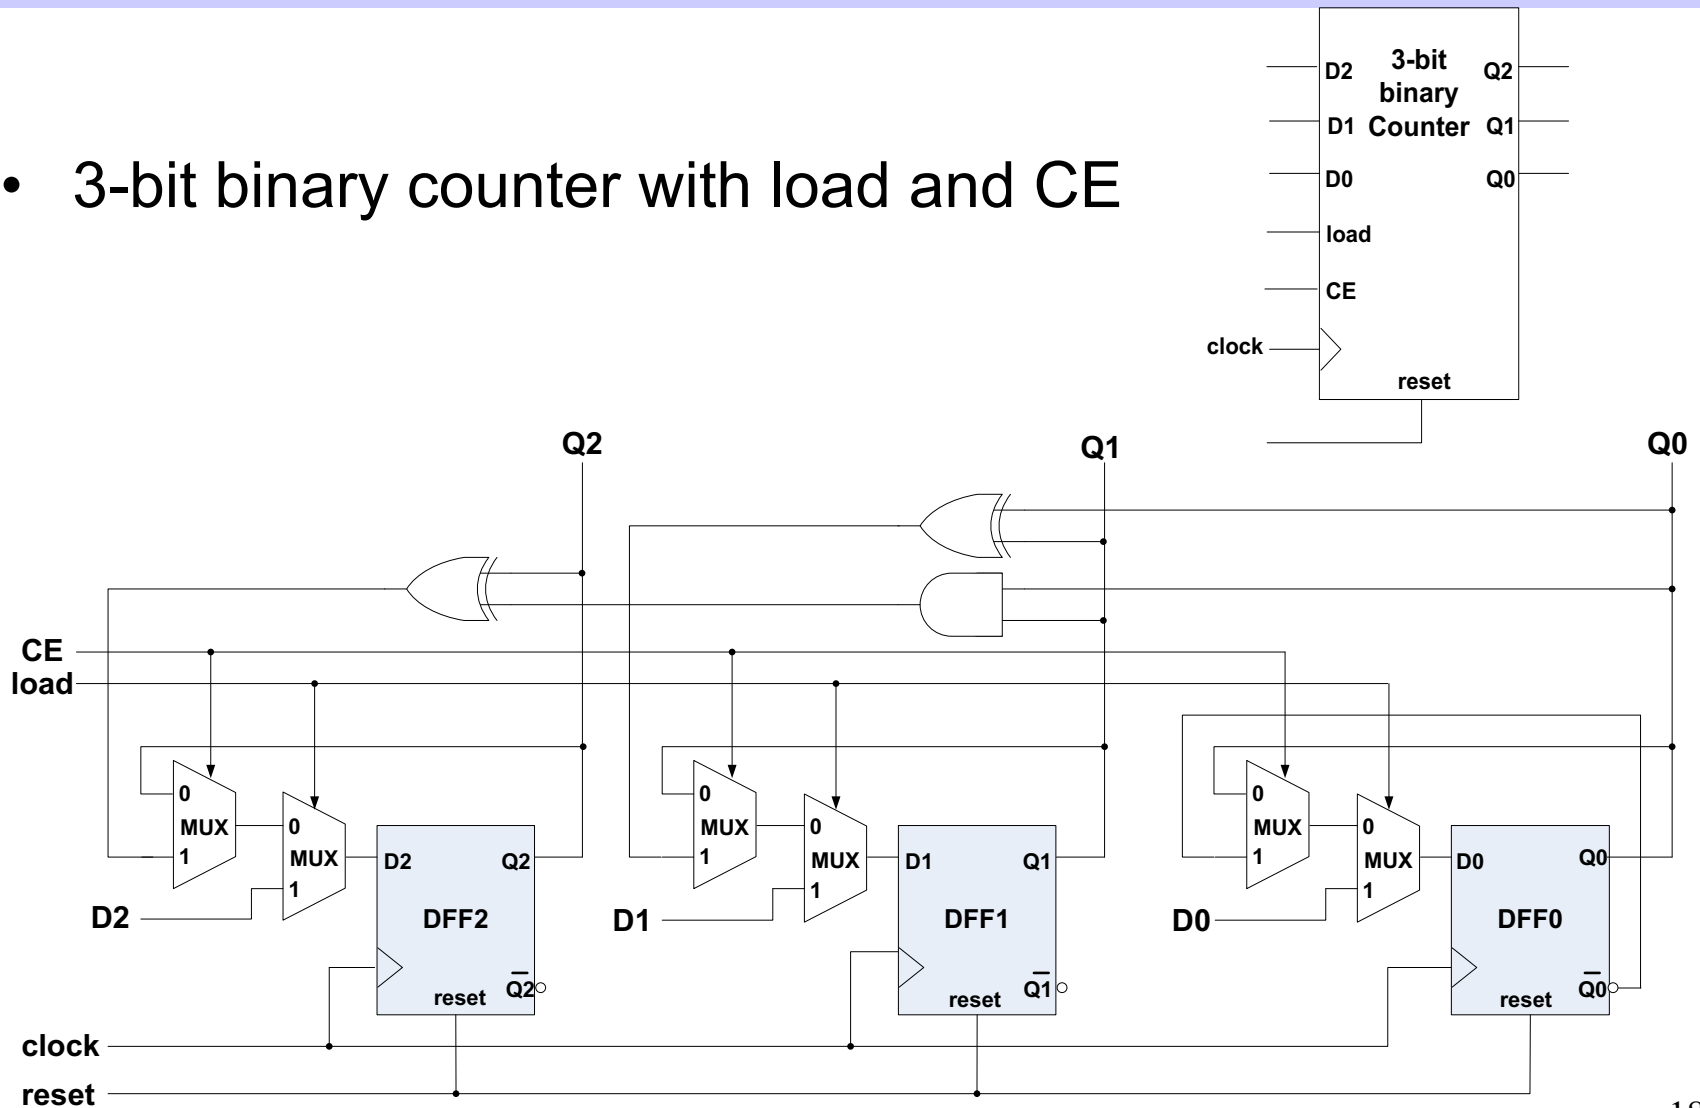 3-bit
D2
binary
Q2
D1
Counter
Q1
• 3-bit binary counter with load and CE
D0
Q0
load
CE
clock
reset
Q2
Q1
Q0
CE
load
0
0
0
MUX
0
MUX
0
MUX
0
1
MUX
D2
Q2
1
MUX
D1
Q1
1
MUX
D0
Q0
1
1
1
D2
DFF2
D1
DFF1
D0
DFF0
reset
Q̅2̅
reset
Q̅1̅
reset
Q̅0̅
clock
reset